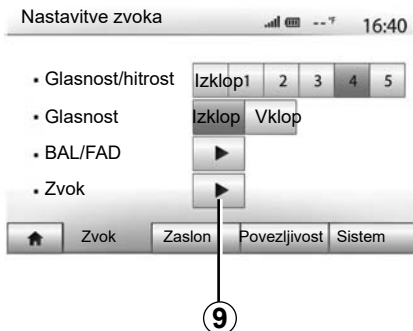 Nastavitve zvoka -- °F 16:40
• Glasnost/hitrost Izklop 1 2 3 4 5
• Glasnost Izklop Vklop
• BAL/FAD
• Zvok
Zvok Zaslon Povezljivost Sistem
9